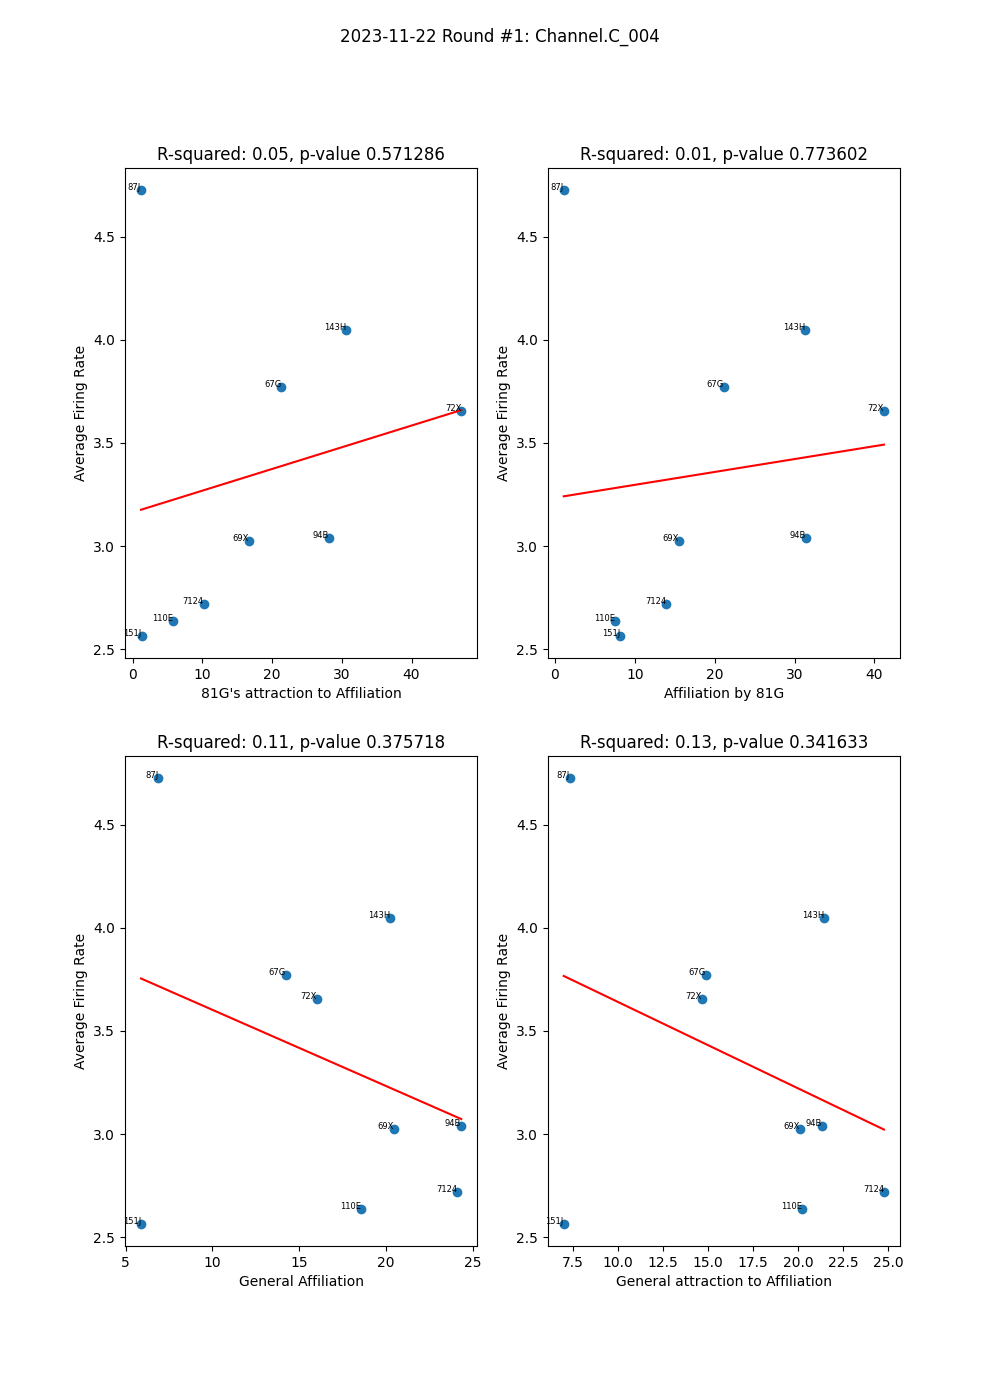 2023-11-22 Round #1: Channel.C_004
R-squared: 0.05, p-value 0.571286
87J
143H
67G
72X
69X
94B
7124
110E
151J
4.5
4.0
3.5
3.0
2.5
Average Firing Rate
0 10 20 30 40
81G's attraction to Affiliation
R-squared: 0.01, p-value 0.773602
87J
143H
67G
72X
69X
94B
7124
110E
151J
4.5
4.0
3.5
3.0
2.5
Average Firing Rate
0 10 20 30 40
Affiliation by 81G
R-squared: 0.11, p-value 0.375718
87J
143H
67G
72X
69X
94B
7124
110E
151J
4.5
4.0
3.5
3.0
2.5
Average Firing Rate
5 10 15 20 25
General Affiliation
R-squared: 0.13, p-value 0.341633
87J
143H
67G
72X
69X
94B
7124
110E
151J
4.5
4.0
3.5
3.0
2.5
Average Firing Rate
7.5 10.0 12.5 15.0 17.5 20.0 22.5 25.0
General attraction to Affiliation